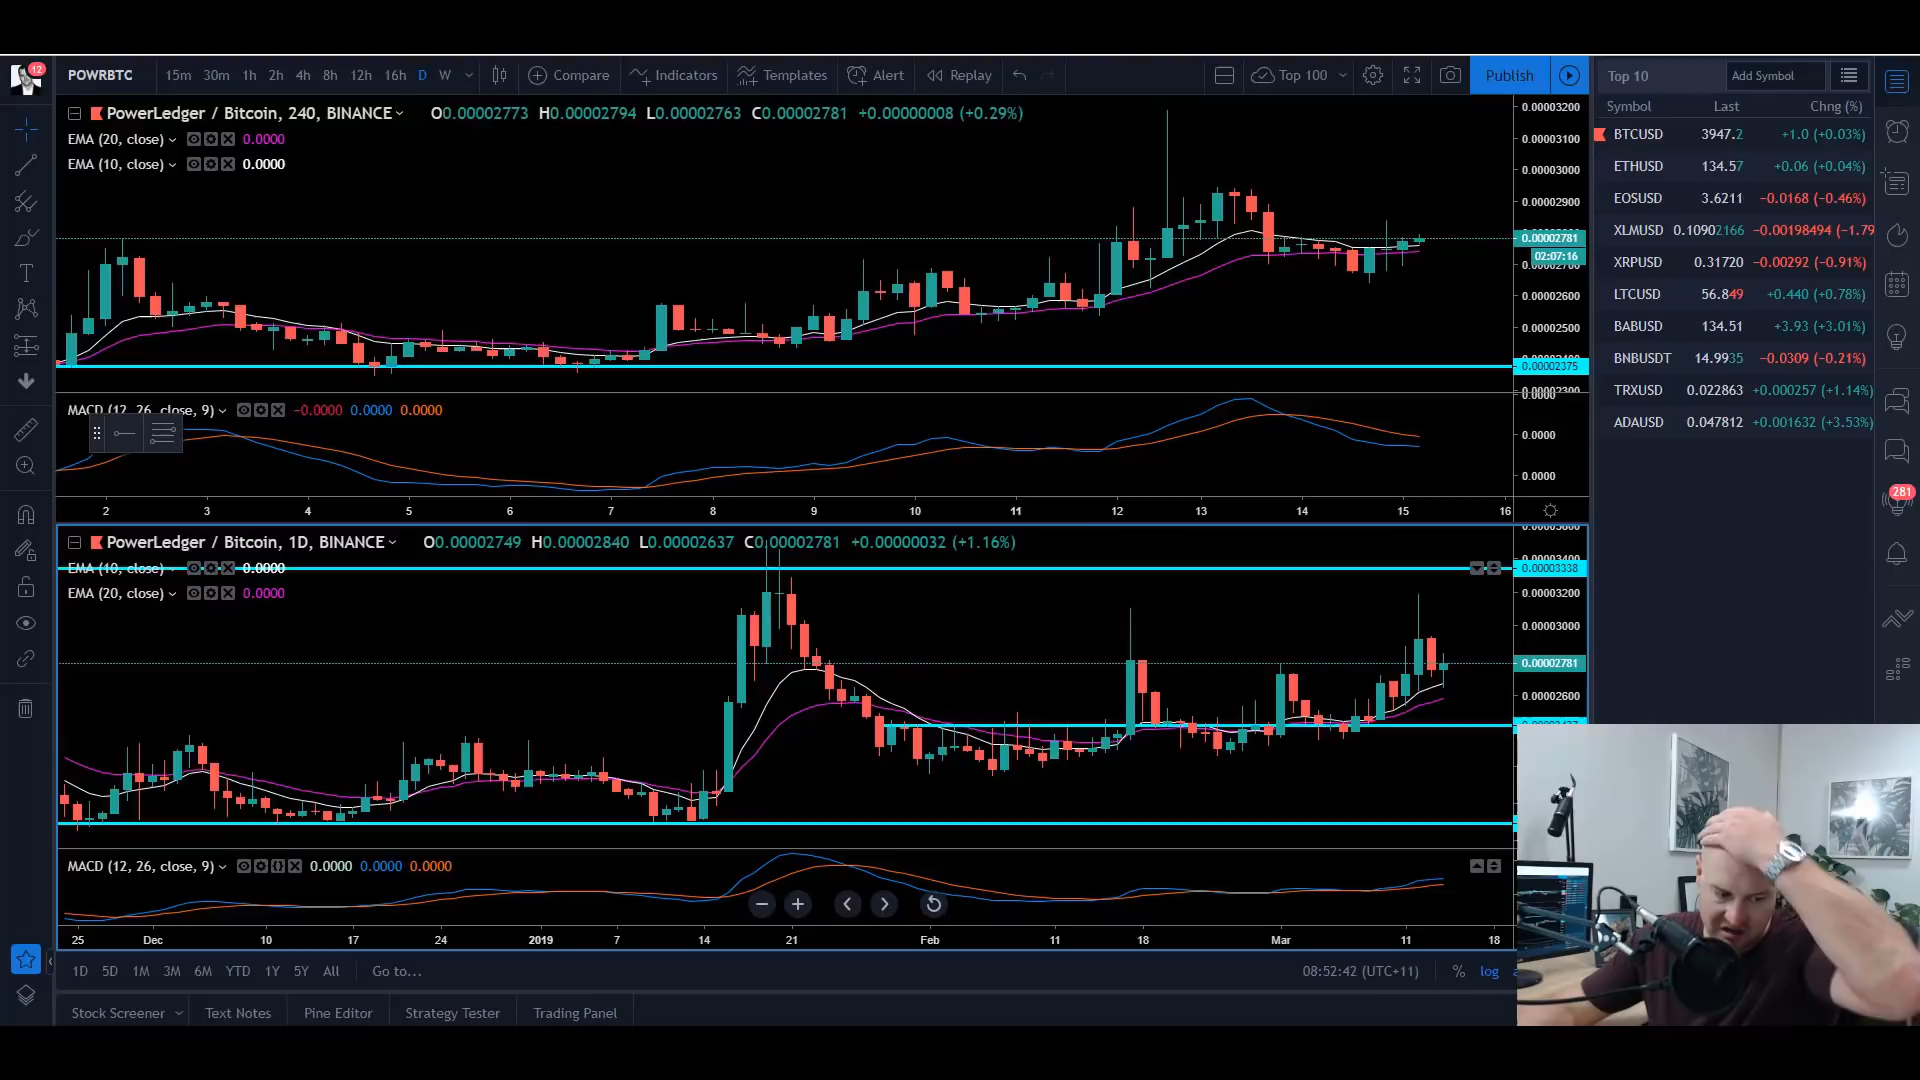 12
POWRBTC 15m 30m 1h 2h 4h 8h 12h 16h D W Compare Indicators Templates Alert Replay Top 100 Publish
Top 10 Add Symbol
Symbol Last Chng (%)
BTCUSD 3947.2 +1.0 (+0.03%)
ETHUSD 134.57 +0.06 (+0.04%)
EOSUSD 3.6211 −0.0168 (−0.46%)
XLMUSD 0.10902166 −0.00198494 (−1.79
XRPUSD 0.31720 −0.00292 (−0.91%)
LTCUSD 56.849 +0.440 (+0.78%)
BABUSD 134.51 +3.93 (+3.01%)
BNBUSDT 14.9935 −0.0309 (−0.21%)
TRXUSD 0.022863 +0.000257 (+1.14%)
ADAUSD 0.047812 +0.001632 (+3.53%)
281
PowerLedger / Bitcoin, 240, BINANCE O0.00002773 H0.00002794 L0.00002763 C0.00002781 +0.00000008 (+0.29%)
EMA (20, close) 0.0000
EMA (10, close) 0.0000
0.00003200
0.00003100
0.00003000
0.00002900
0.00002781
02:07:16
0.00002600
0.00002500
0.00002375
0.00002300
MACD (12, 26, close, 9) −0.0000 0.0000 0.0000
0.0000
0.0000
0.0000
2 3 4 5 6 7 8 9 10 11 12 13 14 15 16
PowerLedger / Bitcoin, 1D, BINANCE O0.00002749 H0.00002840 L0.00002637 C0.00002781 +0.00000032 (+1.16%)
EMA (10, close) 0.0000
EMA (20, close) 0.0000
0.00003400
0.00003338
0.00003200
0.00003000
0.00002781
0.00002600
MACD (12, 26, close, 9) 0.0000 0.0000 0.0000
25 Dec 10 17 24 2019 7 14 21 Feb 11 18 Mar 11 18
1D 5D 1M 3M 6M YTD 1Y 5Y All Go to... 08:52:42 (UTC+11) % log
Stock Screener Text Notes Pine Editor Strategy Tester Trading Panel